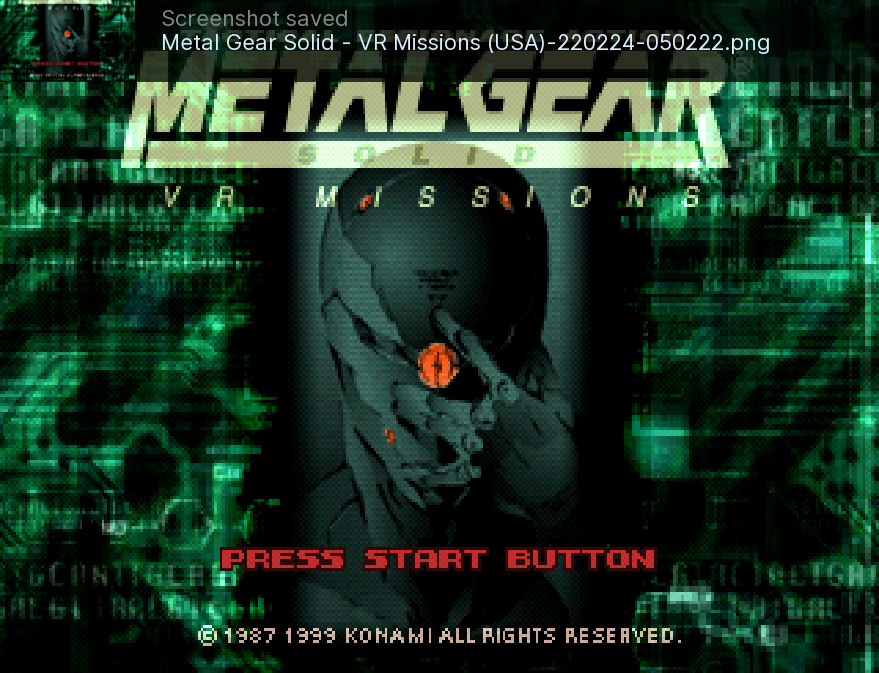 Screenshot saved
Metal Gear Solid - VR Missions (USA)-220224-050222.png
METAL GEAR
SOLID
VR MISSIONS
PRESS START BUTTON
© 1987 1999 KONAMI ALL RIGHTS RESERVED.